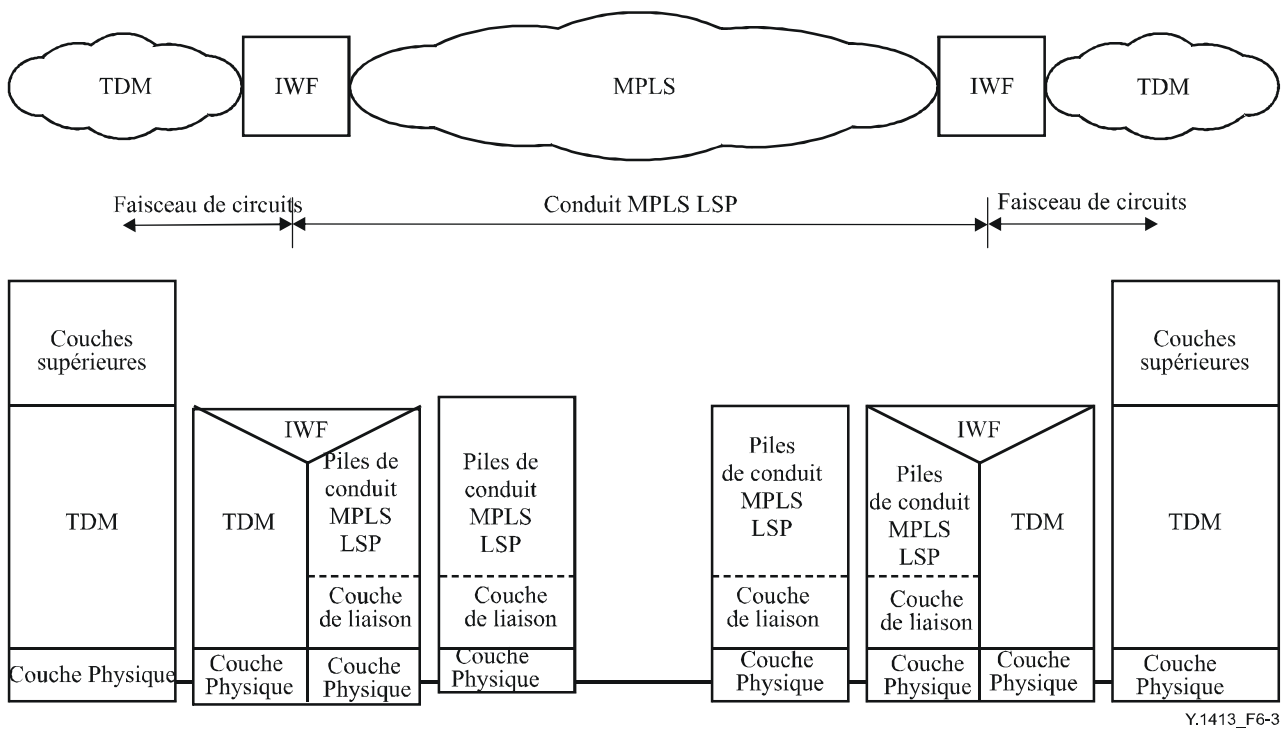 TDM
IWF
MPLS
IWF
TDM
Faisceau de circuits
Conduit MPLS LSP
Faisceau de circuits
Couches
supérieures
TDM
Couche Physique
IWF
TDM
Piles de
conduit
MPLS
LSP
Couche
de liaison
Couche
Physique
Couche
Physique
Piles de
conduit
MPLS
LSP
Couche
de liaison
Couche
Physique
Piles
de conduit
MPLS
LSP
Couche
de liaison
Couche
Physique
IWF
Piles
de conduit
MPLS
LSP
Couche
de liaison
TDM
Couche
Physique
Couche
Physique
Couches
supérieures
TDM
Couche
Physique
Y.1413_F6-3